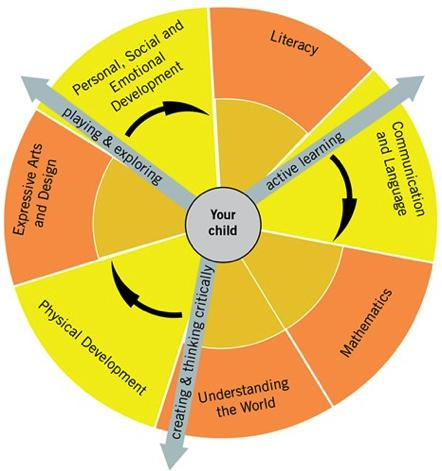 Personal, Social and
Emotional
Development
Literacy
playing & exploring
active learning
Communication
and Language
Expressive Arts
and Design
Your
child
Physical Development
creating & thinking critically
Mathematics
Understanding
the World